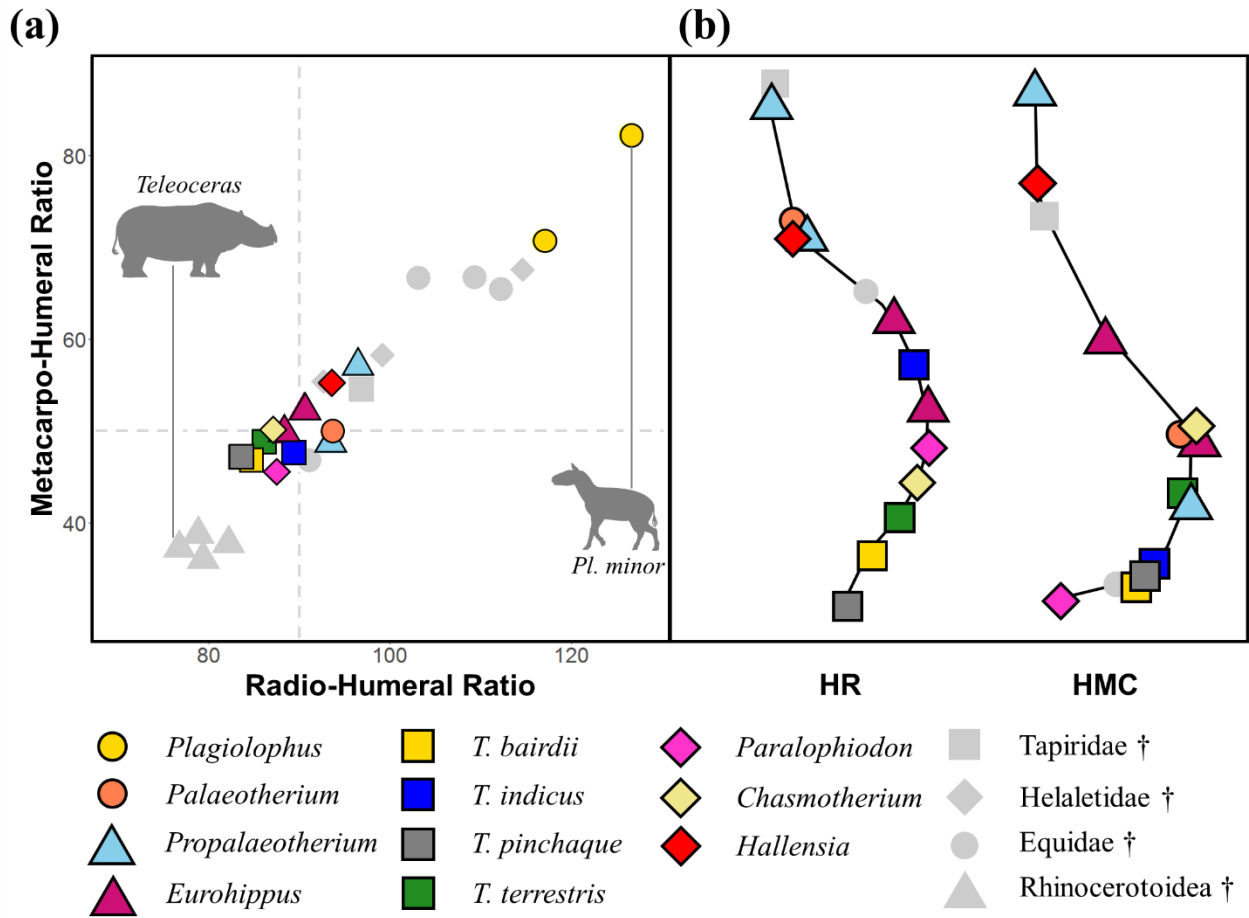 (a)
(b)
Metacarpo-Humeral Ratio
80
60
40
Teleoceras
Pl. minor
80
100
120
Radio-Humeral Ratio
HR
HMC
Plagiolophus
T. bairdii
Paralophiodon
Tapiridae †
Palaeotherium
T. indicus
Chasmotherium
Helaletidae †
Propalaeotherium
T. pinchaque
Hallensia
Equidae †
Eurohippus
T. terrestris
Rhinocerotoidea †